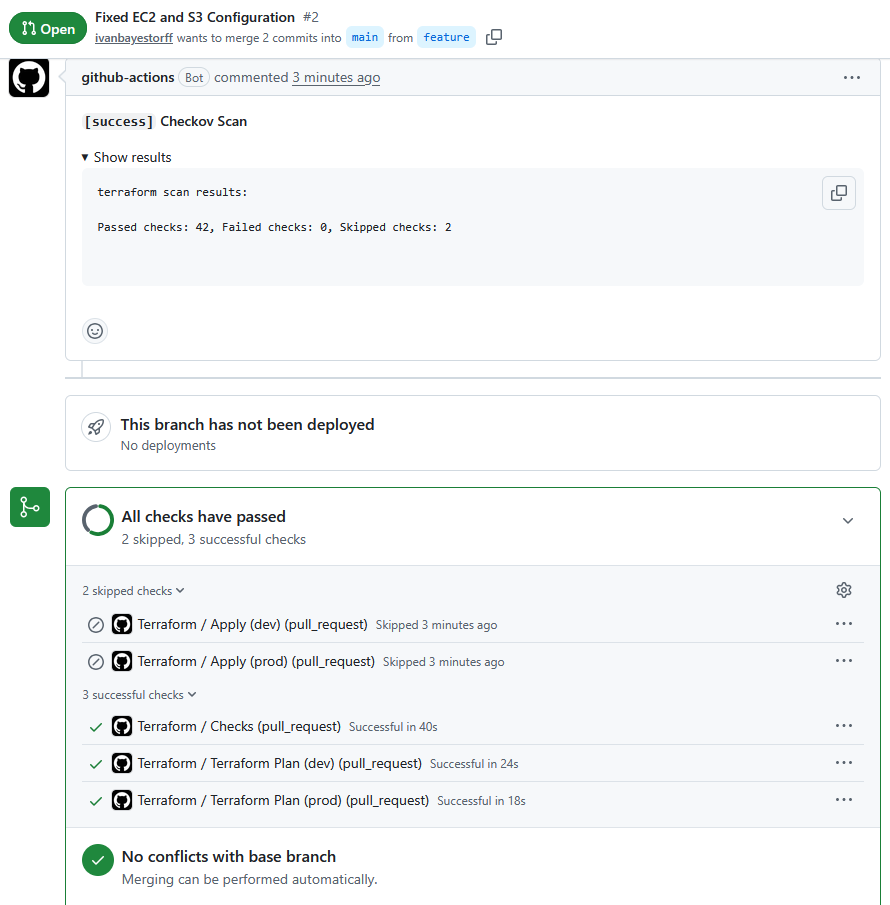 Open
Fixed EC2 and S3 Configuration #2
ivanbayestorff wants to merge 2 commits into main from feature
github-actions Bot commented 3 minutes ago
[success] Checkov Scan
Show results
terraform scan results:
Passed checks: 42, Failed checks: 0, Skipped checks: 2
This branch has not been deployed
No deployments
All checks have passed
2 skipped, 3 successful checks
2 skipped checks
Terraform / Apply (dev) (pull_request) Skipped 3 minutes ago
Terraform / Apply (prod) (pull_request) Skipped 3 minutes ago
3 successful checks
Terraform / Checks (pull_request) Successful in 40s
Terraform / Terraform Plan (dev) (pull_request) Successful in 24s
Terraform / Terraform Plan (prod) (pull_request) Successful in 18s
No conflicts with base branch
Merging can be performed automatically.